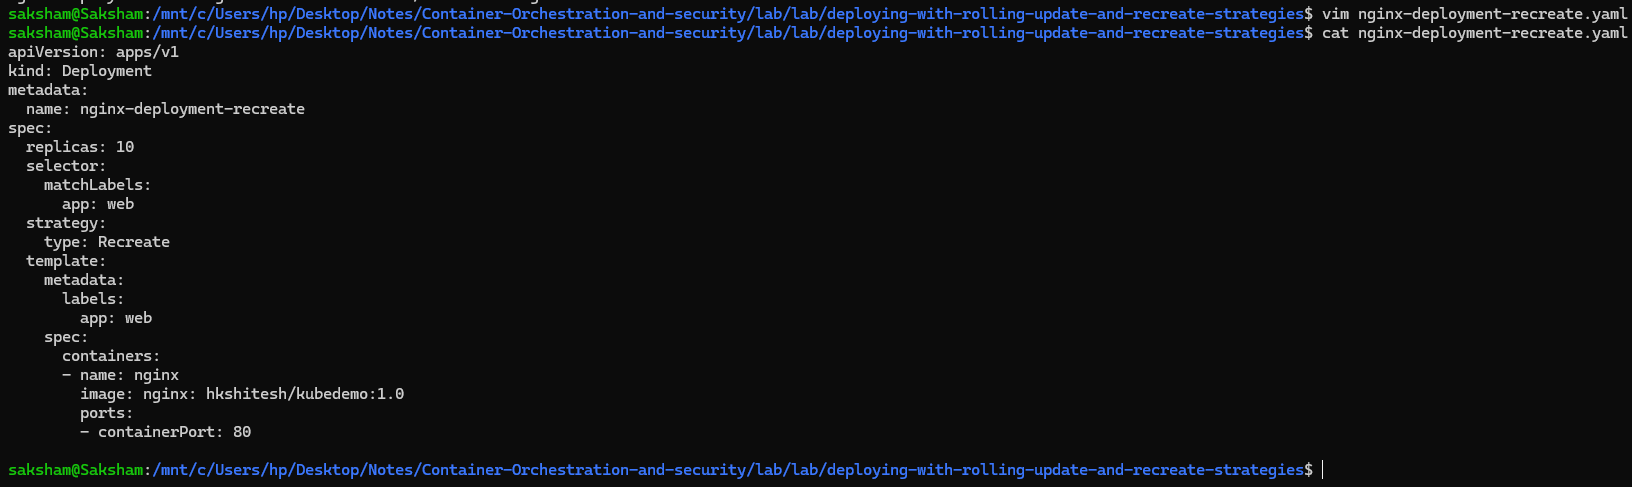 saksham@Saksham:/mnt/c/Users/hp/Desktop/Notes/Container-Orchestration-and-security/lab/lab/deploying-with-rolling-update-and-recreate-strategies$ vim nginx-deployment-recreate.yaml
saksham@Saksham:/mnt/c/Users/hp/Desktop/Notes/Container-Orchestration-and-security/lab/lab/deploying-with-rolling-update-and-recreate-strategies$ cat nginx-deployment-recreate.yaml
apiVersion: apps/v1
kind: Deployment
metadata:
  name: nginx-deployment-recreate
spec:
  replicas: 10
  selector:
    matchLabels:
      app: web
  strategy:
    type: Recreate
  template:
    metadata:
      labels:
        app: web
    spec:
      containers:
      - name: nginx
        image: nginx: hkshitesh/kubedemo:1.0
        ports:
        - containerPort: 80
saksham@Saksham:/mnt/c/Users/hp/Desktop/Notes/Container-Orchestration-and-security/lab/lab/deploying-with-rolling-update-and-recreate-strategies$